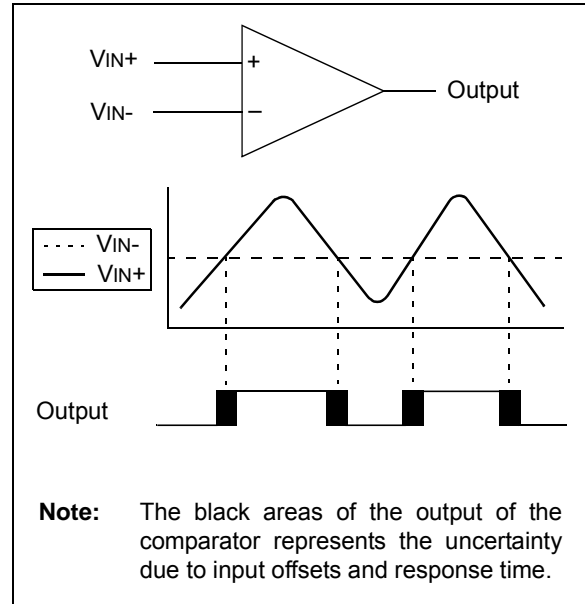 VIN+
+
Output
VIN-
–
VIN-
VIN+
Output
Note: The black areas of the output of the
comparator represents the uncertainty
due to input offsets and response time.